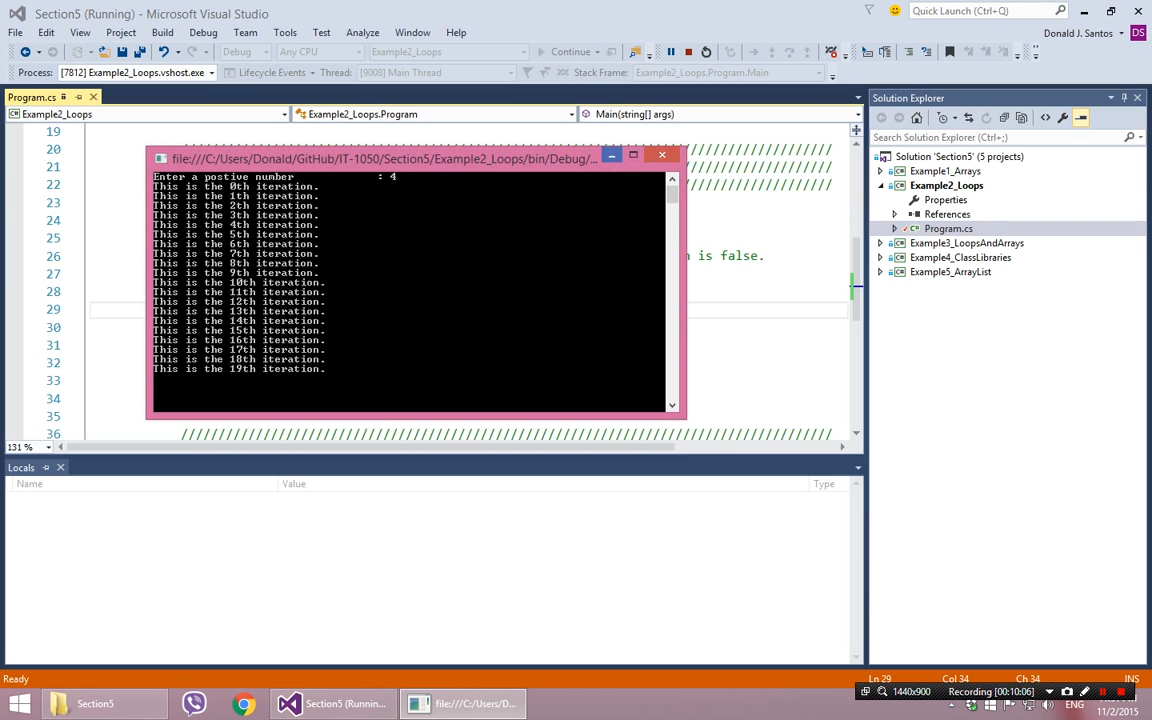 Section5 (Running) - Microsoft Visual Studio
Quick Launch (Ctrl+Q)
File Edit View Project Build Debug Team Tools Test Analyze Window Help
Donald J. Santos DS
Debug Any CPU Example2_Loops Continue
Process: [7812] Example2_Loops.vshost.exe Lifecycle Events Thread: [9008] Main Thread Stack Frame: Example2_Loops.Program.Main
Program.cs
Example2_Loops Example2_Loops.Program Main(string[] args)
19
20
21
22
23
24
25
26
27
28
29
30
31
32
33
34
35
36
n is false.
////////////////////////////////////////////////////////////////////////////////
file:///C:/Users/Donald/GitHub/IT-1050/Section5/Example2_Loops/bin/Debug/...
Enter a postive number : 4
This is the 0th iteration.
This is the 1th iteration.
This is the 2th iteration.
This is the 3th iteration.
This is the 4th iteration.
This is the 5th iteration.
This is the 6th iteration.
This is the 7th iteration.
This is the 8th iteration.
This is the 9th iteration.
This is the 10th iteration.
This is the 11th iteration.
This is the 12th iteration.
This is the 13th iteration.
This is the 14th iteration.
This is the 15th iteration.
This is the 16th iteration.
This is the 17th iteration.
This is the 18th iteration.
This is the 19th iteration.
131 %
Locals
Name Value Type
Solution Explorer
Search Solution Explorer (Ctrl+;)
Solution 'Section5' (5 projects)
Example1_Arrays
Example2_Loops
Properties
References
Program.cs
Example3_LoopsAndArrays
Example4_ClassLibraries
Example5_ArrayList
Ready Ln 29 Col 34 Ch 34 INS
Section5
Section5 (Runnin...
file:///C:/Users/D...
1440x900 Recording [00:10:06]
ENG
11/2/2015